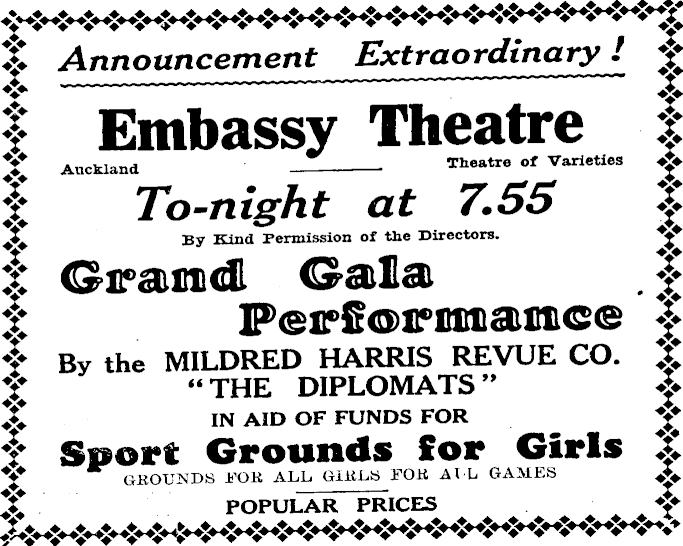 Announcement Extraordinary!
Embassy Theatre
Auckland Theatre of Varieties
To-night at 7.55
By Kind Permission of the Directors.
Grand Gala
Performance
By the MILDRED HARRIS REVUE CO.
"THE DIPLOMATS"
IN AID OF FUNDS FOR
Sport Grounds for Girls
GROUNDS FOR ALL GIRLS FOR ALL GAMES
POPULAR PRICES